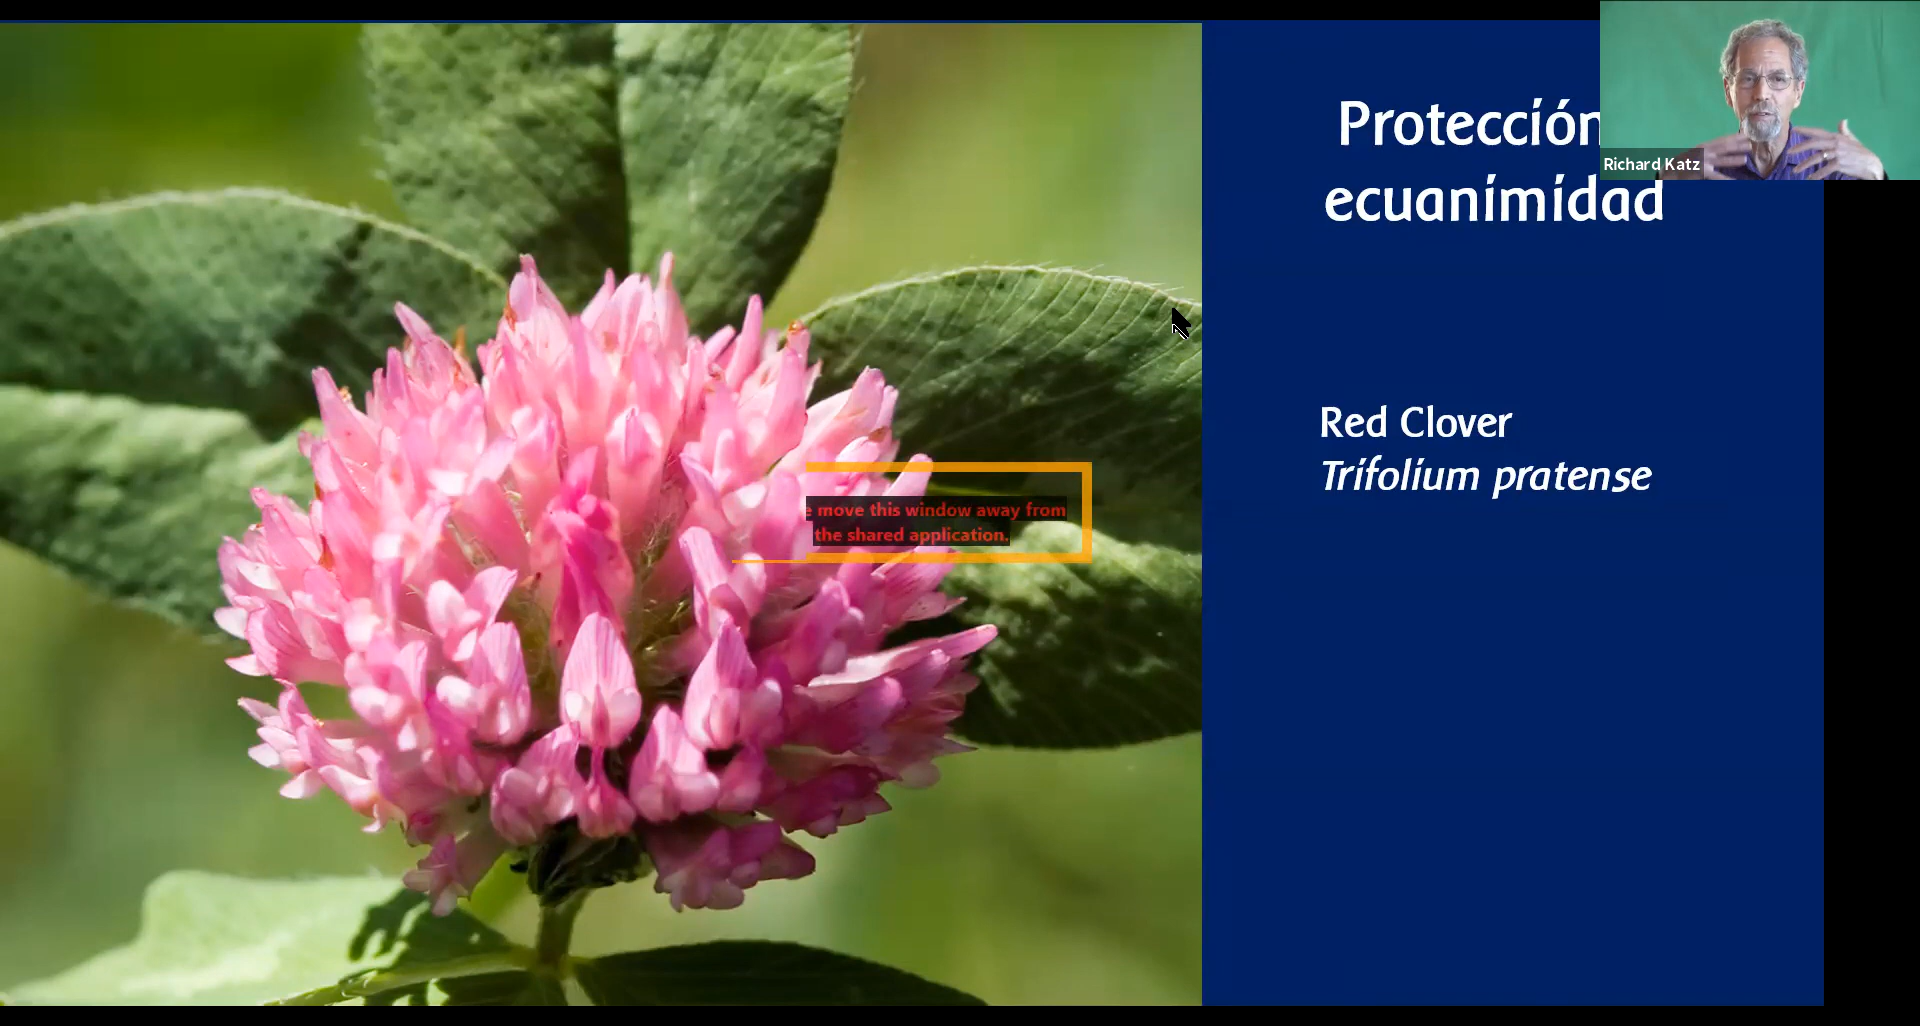 Protección
ecuanimidad
Richard Katz
Red Clover
Trifolium pratense
e move this window away from
the shared application.